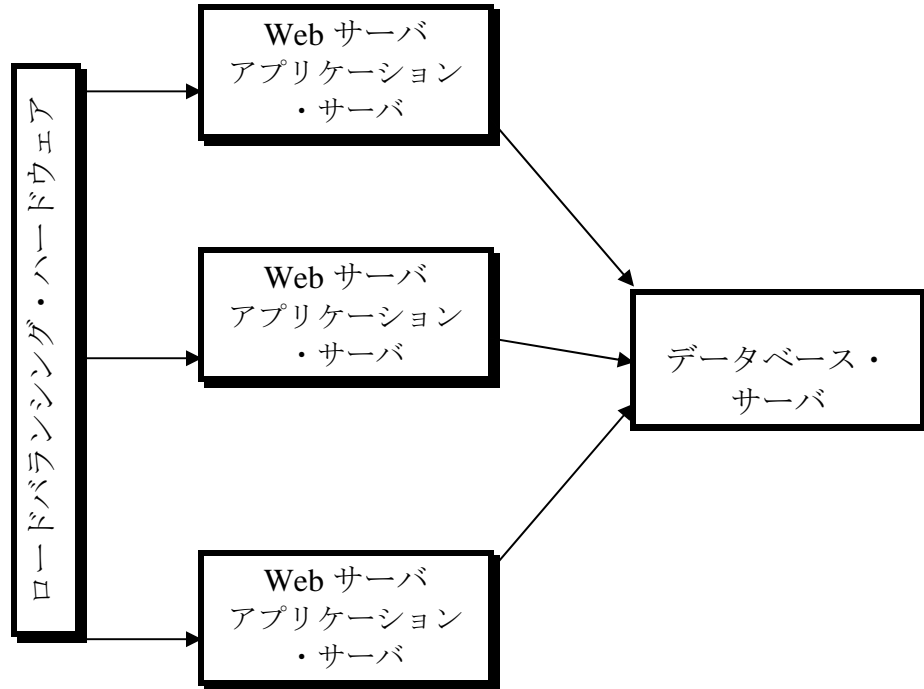 ロードバランシング・ハードウェア
Web サーバ
アプリケーション
・サーバ
Web サーバ
アプリケーション
・サーバ
Web サーバ
アプリケーション
・サーバ
データベース・
サーバ